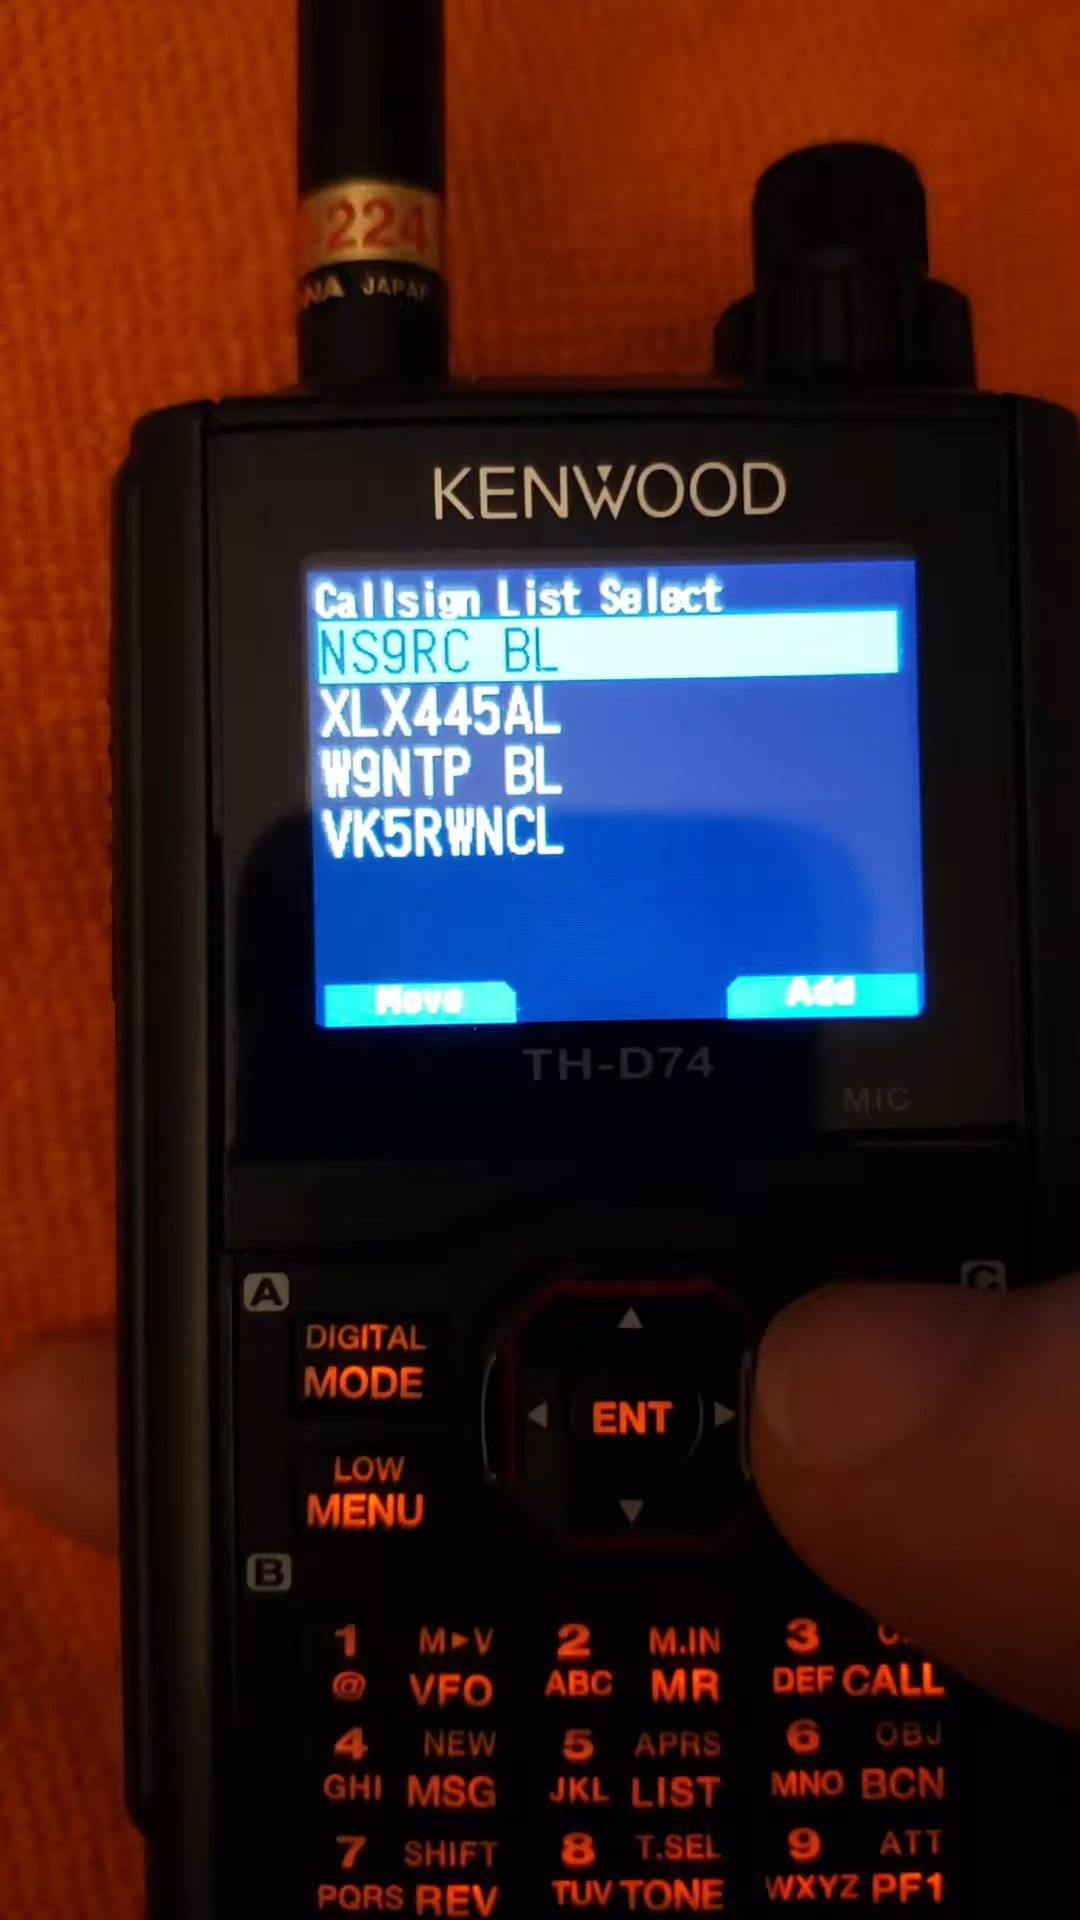 224
JAPAN
KENWOOD
Callsign List Select
NS9RC BL
XLX445AL
W9NTP BL
VK5RWNCL
Move Add
TH-D74
MIC
A C
DIGITAL
MODE
ENT
LOW
MENU
B
1 M►V 2 M.IN 3
@ VFO ABC MR DEF CALL
4 NEW 5 APRS 6 OBJ
GHI MSG JKL LIST MNO BCN
7 SHIFT 8 T.SEL 9 ATT
PQRS REV TUV TONE WXYZ PF1